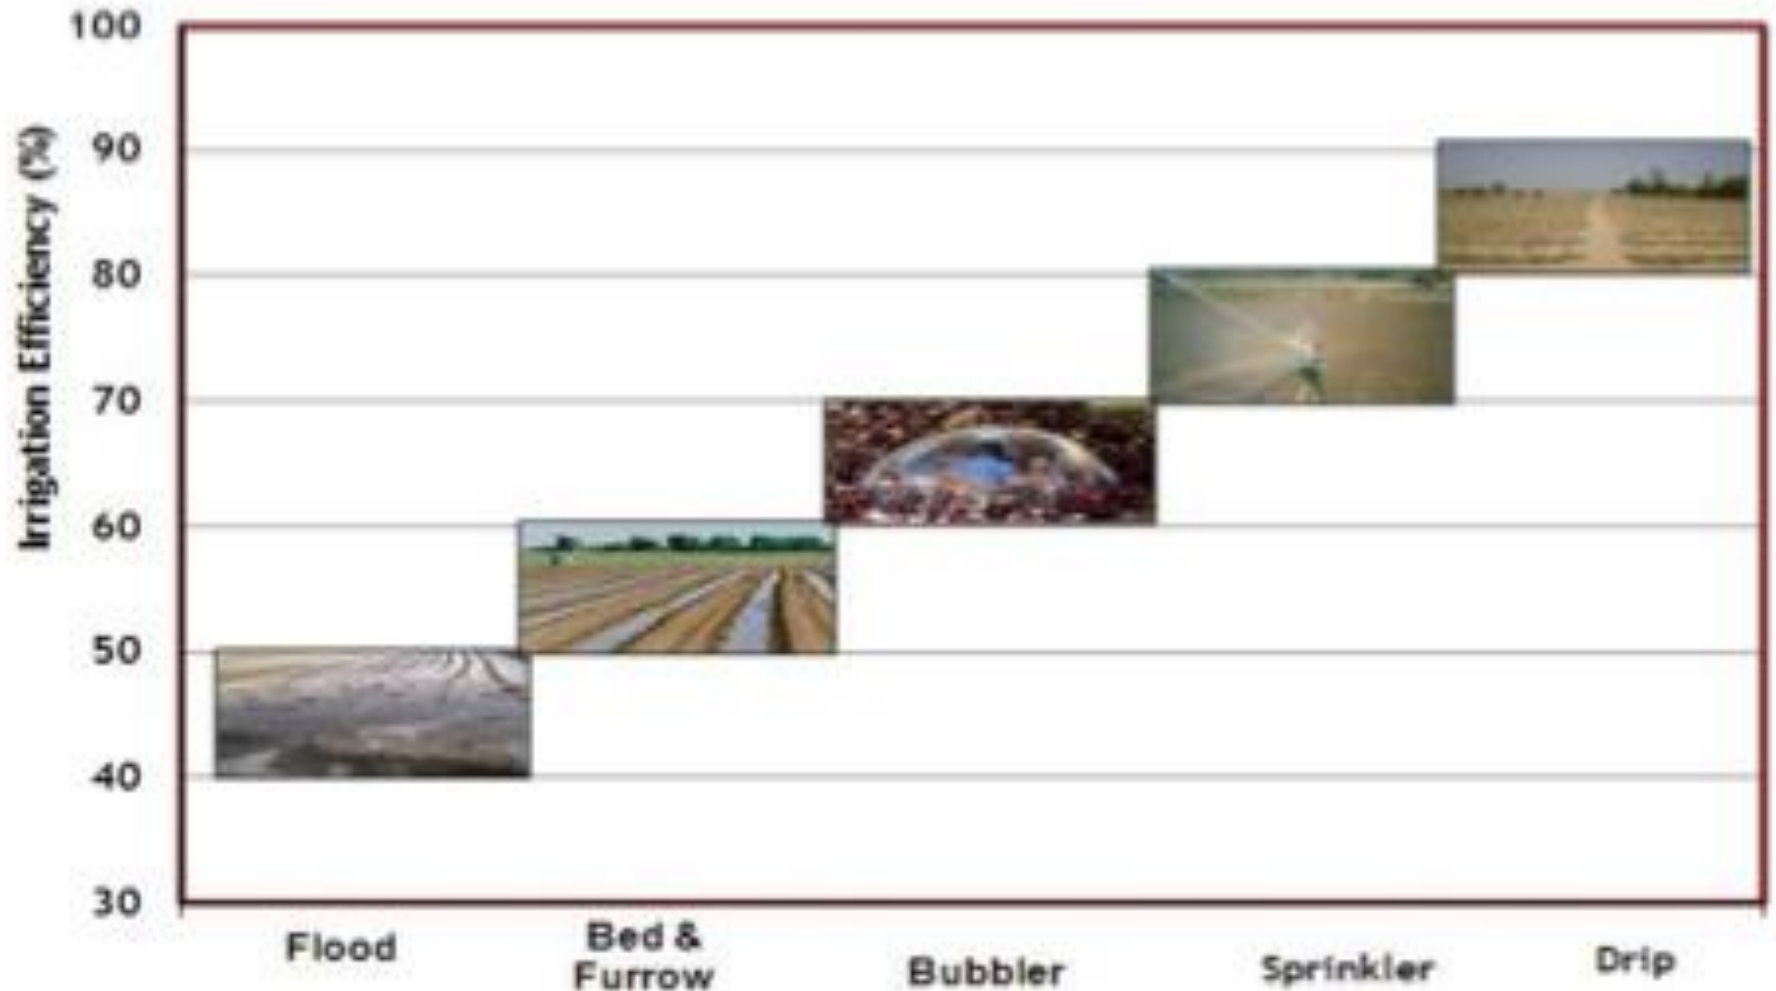 100
90
80
70
60
50
40
30
Irrigation Efficiency (%)
Flood
Bed &
Furrow
Bubbler
Sprinkler
Drip